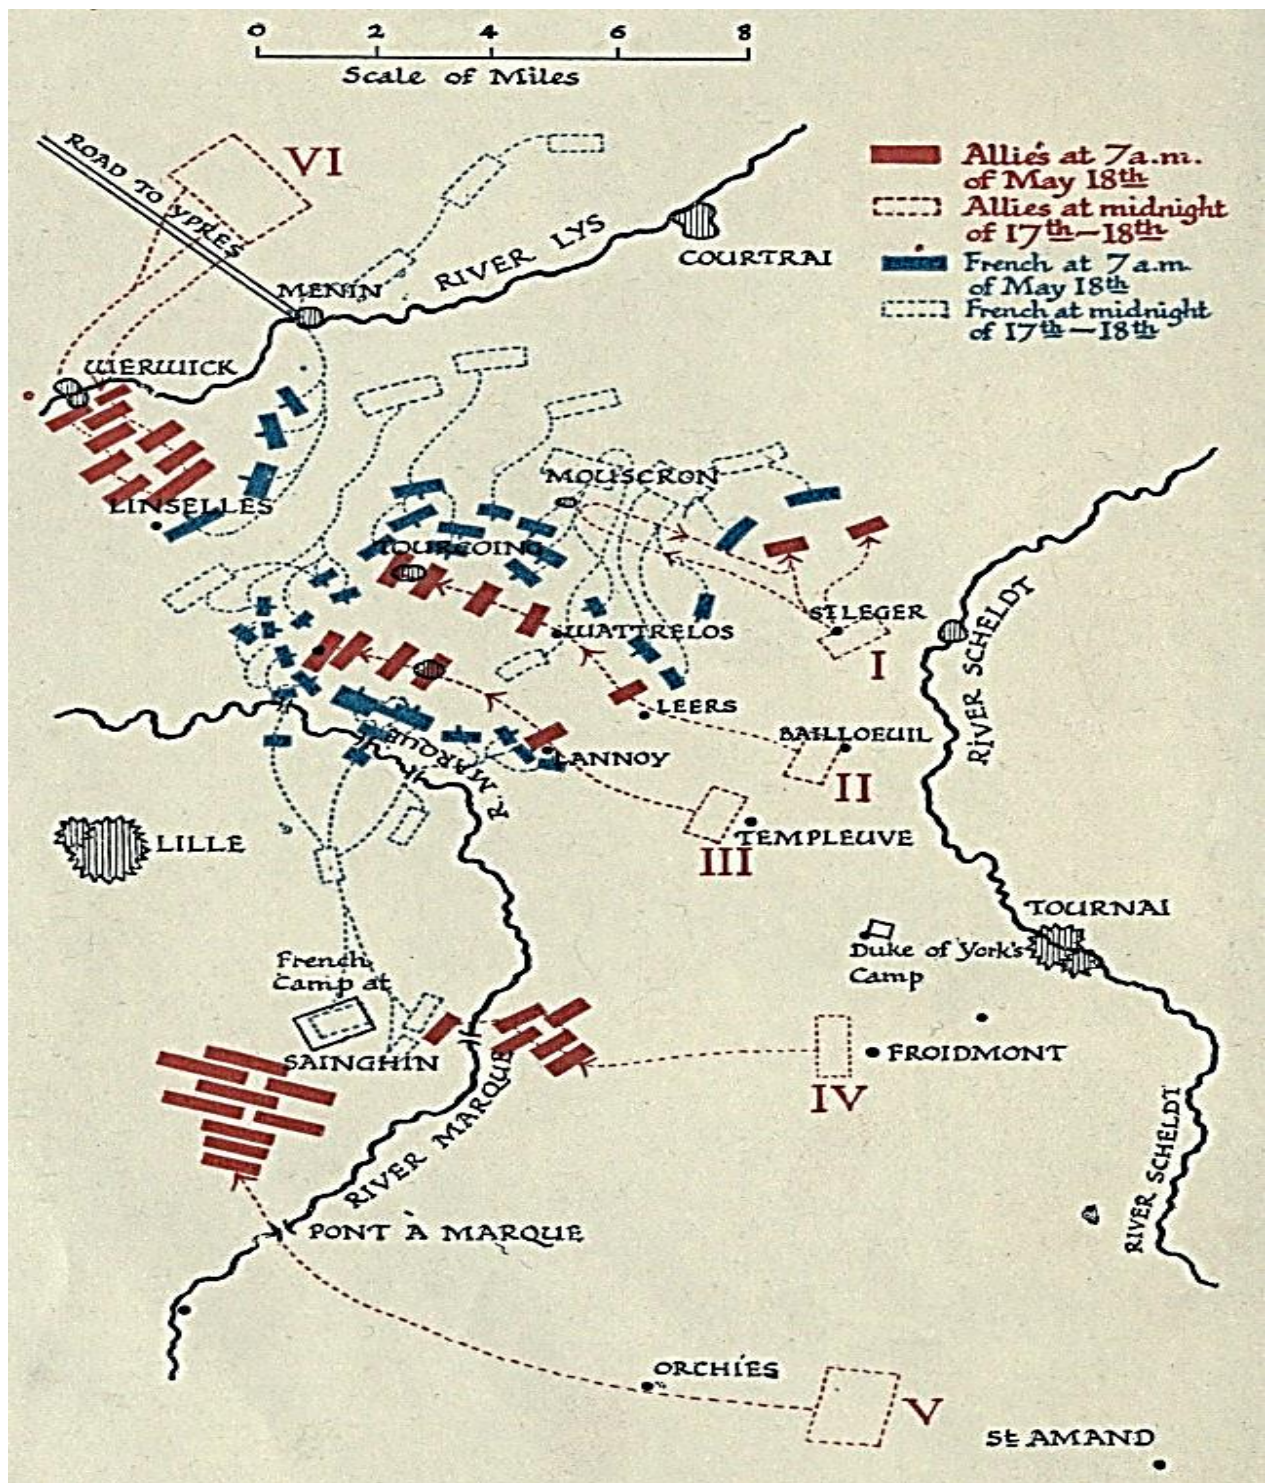 0 2 4 6 8
Scale of Miles
ROAD TO YPRES
VI
RIVER LYS
COURTRAI
Allies at 7 a.m.
of May 18th
Allies at midnight
of 17th—18th
French at 7 a.m.
of May 18th
French at midnight
of 17th—18th
MENIN
WERWICK
MOUSCRON
LINSELLES
TOURCOING
ST LEGER
I
WATTRELOS
RIVER SCHELDT
LEERS
BAILLOEUIL
II
LANNOY
R. MARQUE
TEMPLEUVE
III
LILLE
TOURNAI
Duke of York's
Camp
French
Camp at
SAINGHIN
FROIDMONT
IV
RIVER MARQUE
RIVER SCHELDT
PONT À MARQUE
ORCHIES
V
St AMAND